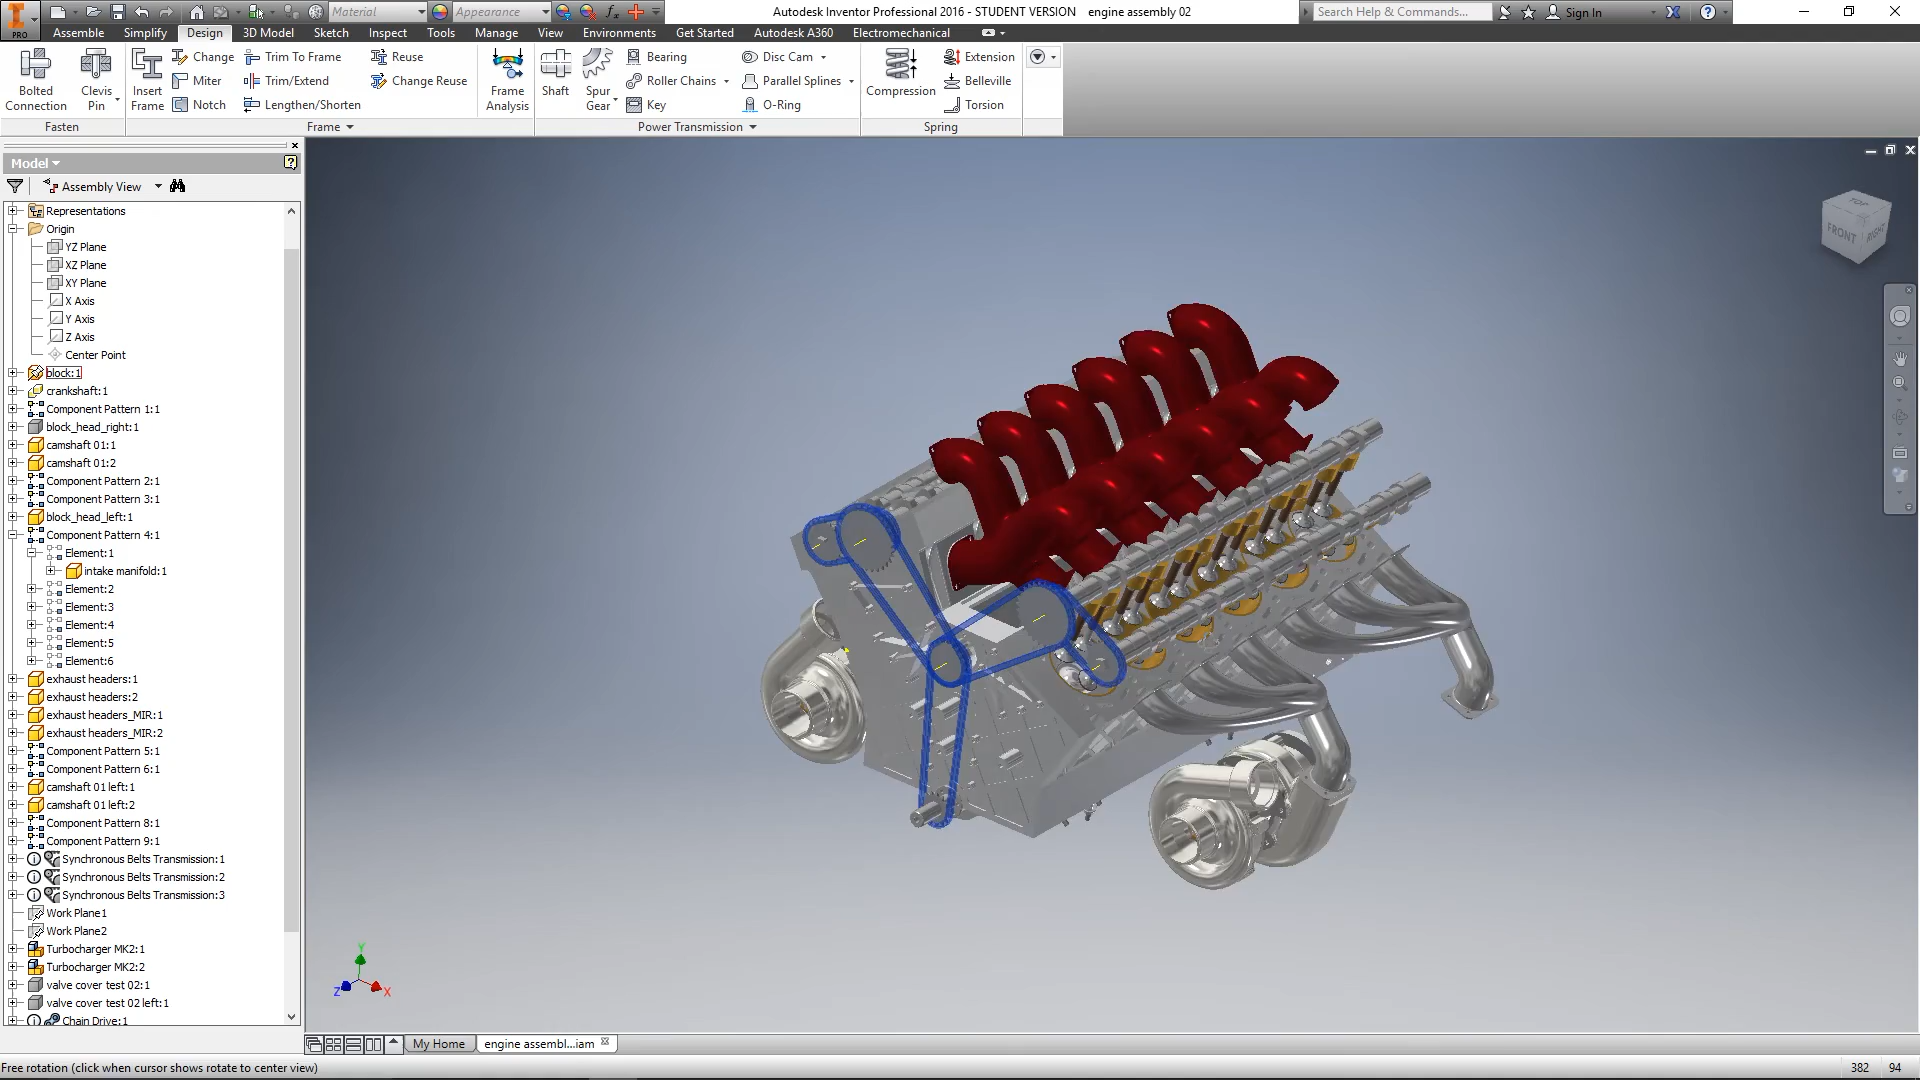 Material
Appearance
Autodesk Inventor Professional 2016 - STUDENT VERSION engine assembly 02
Search Help & Commands...
Sign In
PRO
Assemble Simplify Design 3D Model Sketch Inspect Tools Manage View Environments Get Started Autodesk A360 Electromechanical
Bolted Connection
Clevis Pin
Fasten
Insert Frame
Change
Miter
Notch
Trim To Frame
Trim/Extend
Lengthen/Shorten
Reuse
Change Reuse
Frame
Frame Analysis
Shaft
Spur Gear
Bearing
Roller Chains
Key
Disc Cam
Parallel Splines
O-Ring
Power Transmission
Compression
Extension
Belleville
Torsion
Spring
Model
Assembly View
Representations
Origin
YZ Plane
XZ Plane
XY Plane
X Axis
Y Axis
Z Axis
Center Point
block:1
crankshaft:1
Component Pattern 1:1
block_head_right:1
camshaft 01:1
camshaft 01:2
Component Pattern 2:1
Component Pattern 3:1
block_head_left:1
Component Pattern 4:1
Element:1
intake manifold:1
Element:2
Element:3
Element:4
Element:5
Element:6
exhaust headers:1
exhaust headers:2
exhaust headers_MIR:1
exhaust headers_MIR:2
Component Pattern 5:1
Component Pattern 6:1
camshaft 01 left:1
camshaft 01 left:2
Component Pattern 8:1
Component Pattern 9:1
Synchronous Belts Transmission:1
Synchronous Belts Transmission:2
Synchronous Belts Transmission:3
Work Plane1
Work Plane2
Turbocharger MK2:1
Turbocharger MK2:2
valve cover test 02:1
valve cover test 02 left:1
Chain Drive:1
TOP
FRONT
RIGHT
Y
Z
X
My Home
engine assembl...iam
Free rotation (click when cursor shows rotate to center view)
382 94